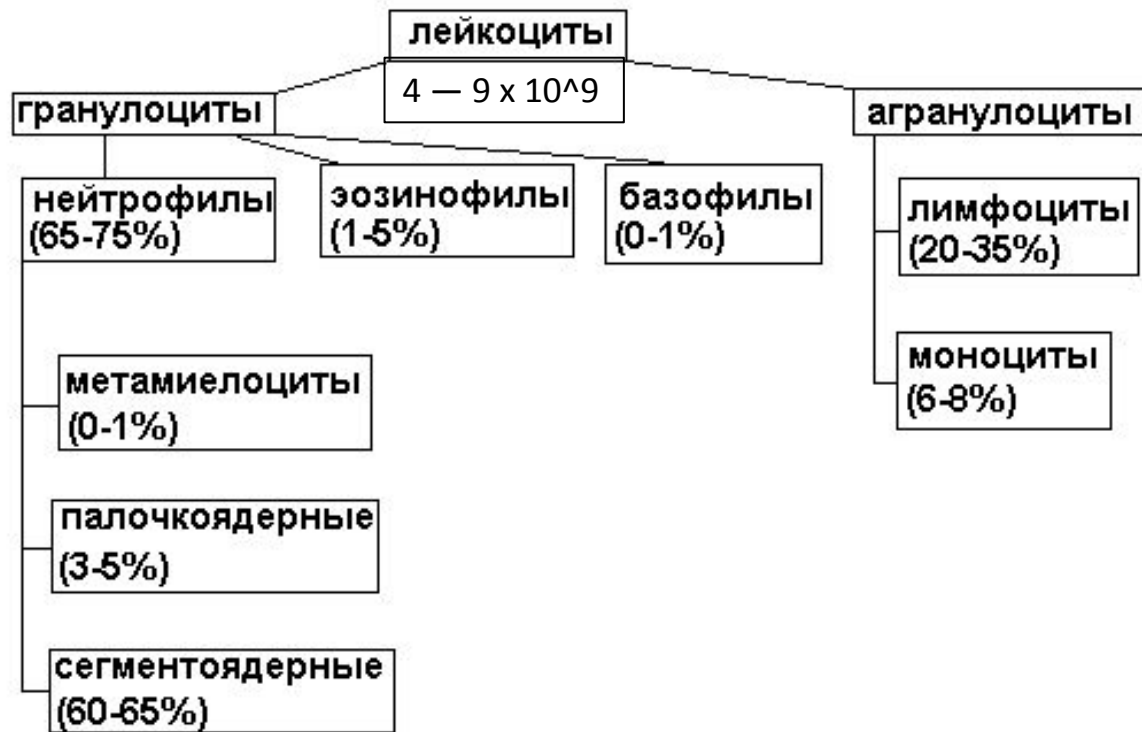 лейкоциты
4 — 9 x 10^9
гранулоциты
агранулоциты
нейтрофилы
(65-75%)
эозинофилы
(1-5%)
базофилы
(0-1%)
лимфоциты
(20-35%)
моноциты
(6-8%)
метамиелоциты
(0-1%)
палочкоядерные
(3-5%)
сегментоядерные
(60-65%)